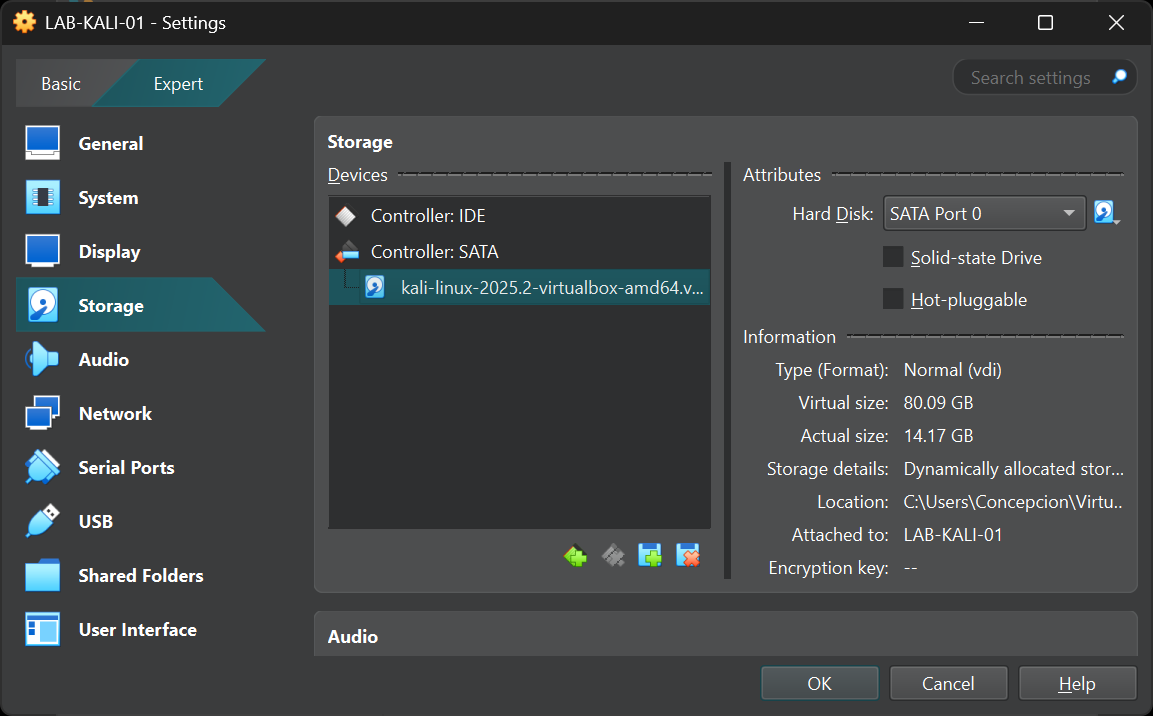 LAB-KALI-01 - Settings
Basic
Expert
Search settings
General
System
Display
Storage
Audio
Network
Serial Ports
USB
Shared Folders
User Interface
Storage
Devices
Controller: IDE
Controller: SATA
kali-linux-2025.2-virtualbox-amd64.v...
Attributes
Hard Disk: SATA Port 0
Solid-state Drive
Hot-pluggable
Information
Type (Format): Normal (vdi)
Virtual size: 80.09 GB
Actual size: 14.17 GB
Storage details: Dynamically allocated stor...
Location: C:\Users\Concepcion\Virtu..
Attached to: LAB-KALI-01
Encryption key: --
Audio
OK
Cancel
Help